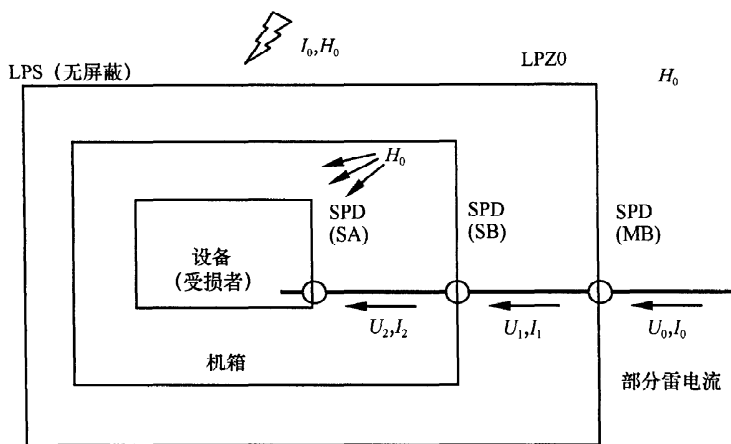 I₀,H₀
LPS（无屏蔽）
LPZ0
H₀
H₀
SPD
(SA)
SPD
(SB)
SPD
(MB)
设备
（受损者）
U₂,I₂
U₁,I₁
U₀,I₀
机箱
部分雷电流